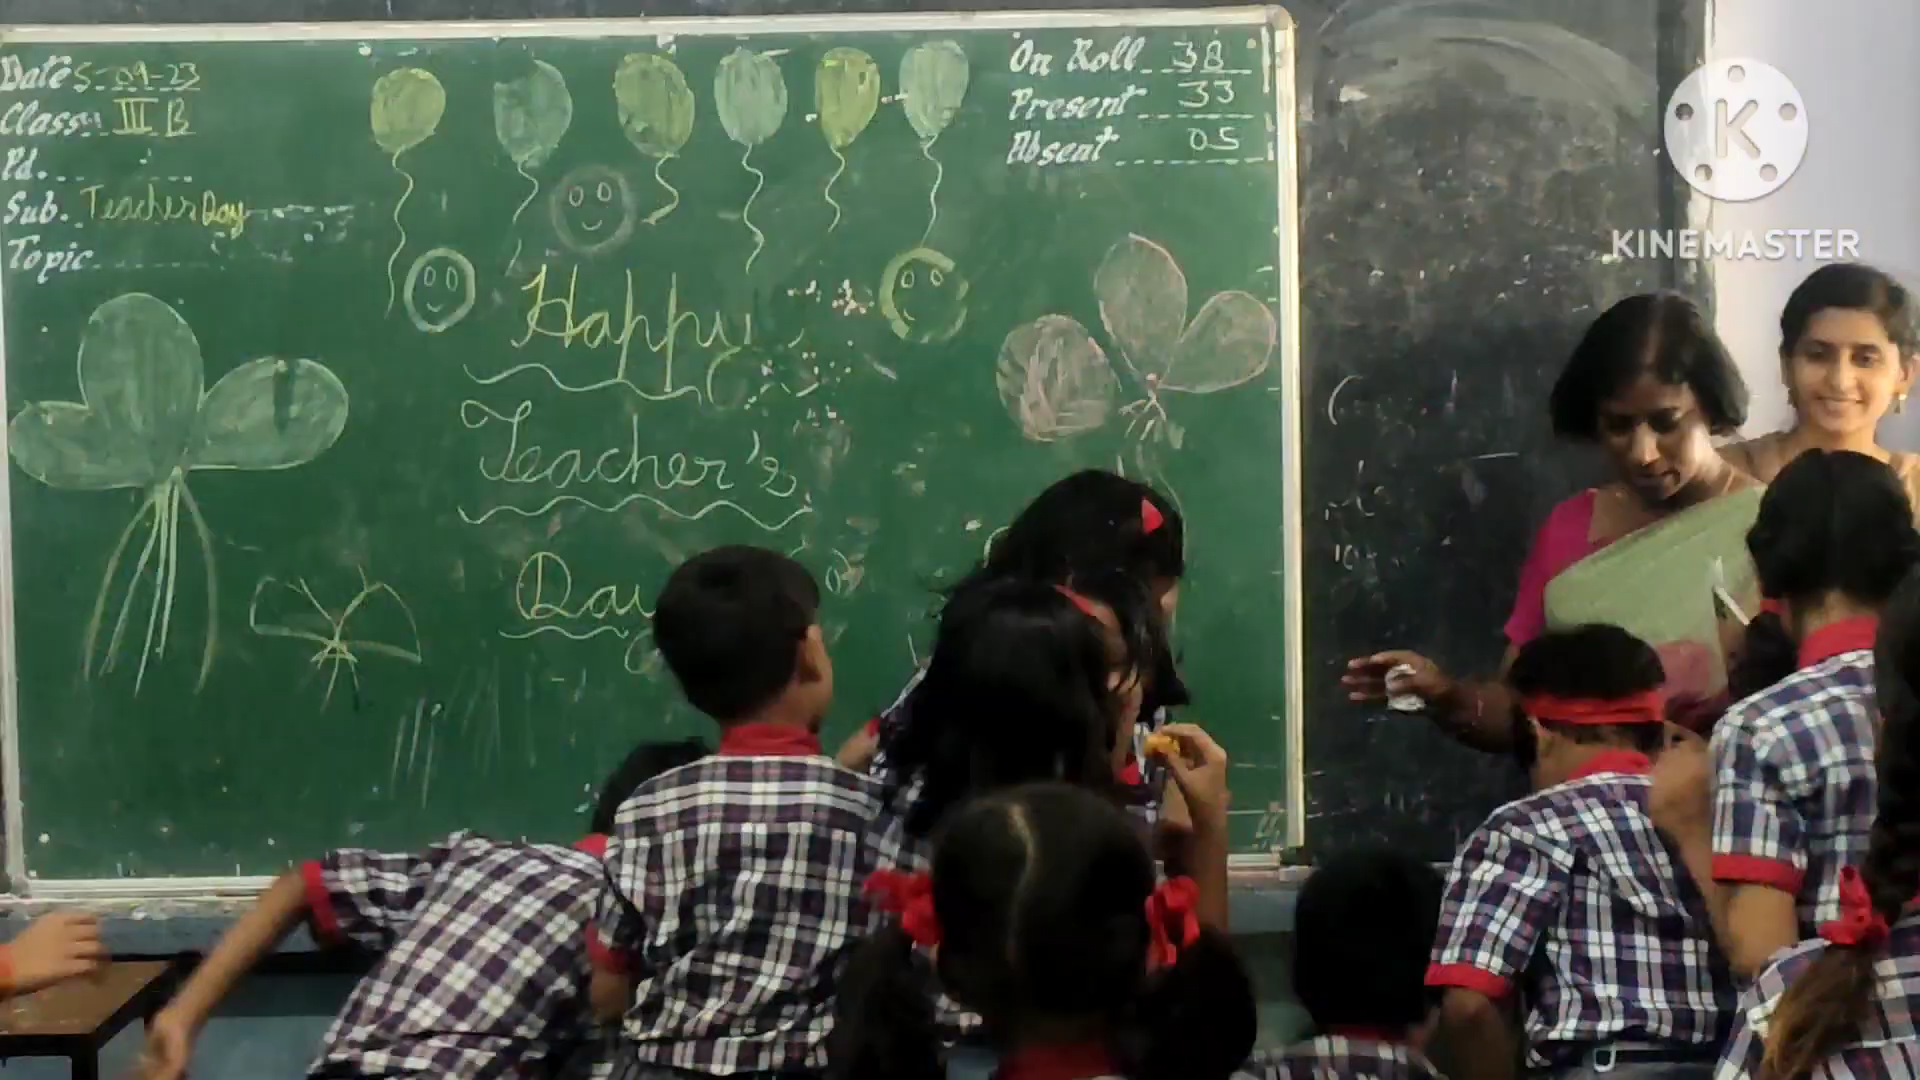 Date 5-09-23
Class: III B
Pd.
Sub. Teacher Day
Topic
On Roll 38
Present 33
Absent 05
Happy
Teacher's
Day
K
KINEMASTER